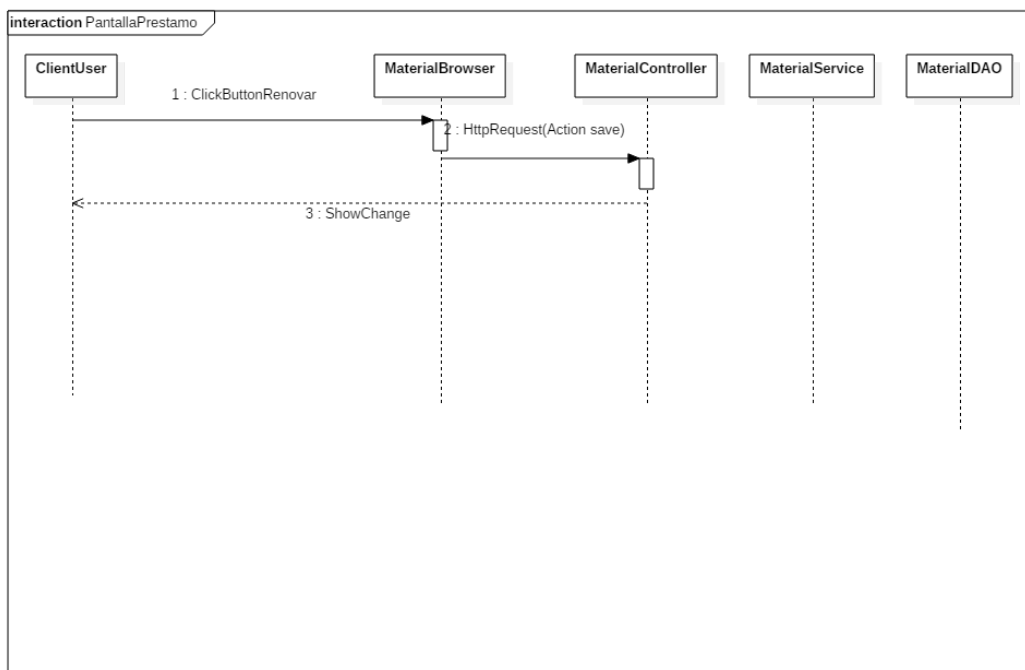 interaction PantallaPrestamo
ClientUser
MaterialBrowser
MaterialController
MaterialService
MaterialDAO
1 : ClickButtonRenovar
2 : HttpRequest(Action save)
3 : ShowChange